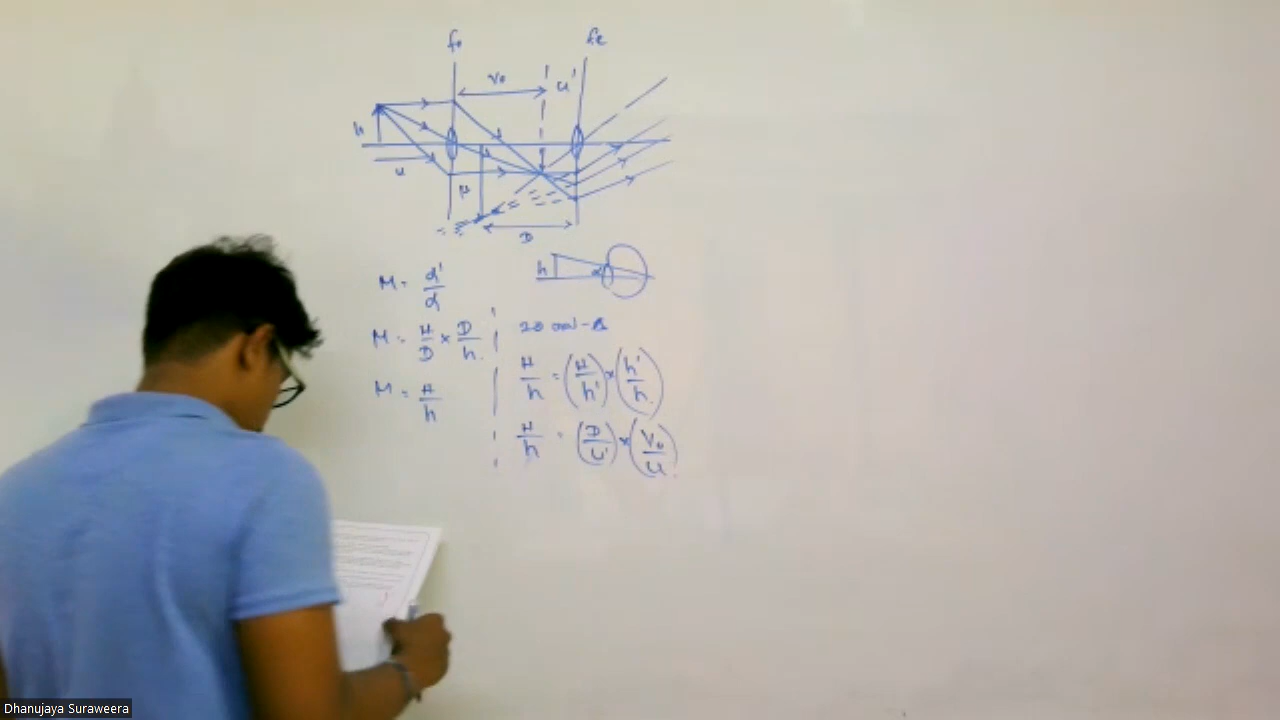 fo
fe
Vo
u'
h
u
H
D
M = α'/α
h
α
M = H/D × D/h.
M = H/h
H/h = (H/h') × (h'/h.)
H/h = (D/u') × (Vo/u.)
Dhanujaya Suraweera